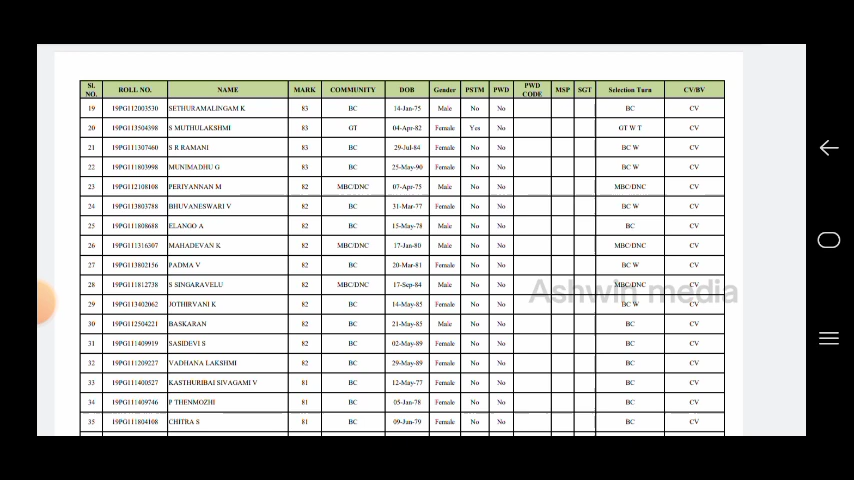 Sl. NO. ROLL NO. NAME MARK COMMUNITY DOB Gender PSTM PWD PWD CODE MSP SGT Selection Turn CV/BV
19 19PG112003530 SETHURAMALINGAM K 83 BC 14-Jan-75 Male No No BC CV
20 19PG113504398 S MUTHULAKSHMI 83 GT 04-Apr-82 Female Yes No GT W T CV
21 19PG111307460 S R RAMANI 83 BC 29-Jul-84 Female No No BC W CV
22 19PG111803998 MUNIMADHU G 83 BC 25-May-90 Female No No BC W CV
23 19PG112108108 PERIYANNAN M 82 MBC/DNC 07-Apr-75 Male No No MBC/DNC CV
24 19PG113803788 BHUVANESWARI V 82 BC 31-Mar-77 Female No No BC W CV
25 19PG111808688 ELANGO A 82 BC 15-May-78 Male No No BC CV
26 19PG111316307 MAHADEVAN K 82 MBC/DNC 17-Jan-80 Male No No MBC/DNC CV
27 19PG113802156 PADMA V 82 BC 20-Mar-81 Female No No BC W CV
28 19PG111812738 S SINGARAVELU 82 MBC/DNC 17-Sep-84 Male No No MBC/DNC CV
Ashwin media
29 19PG113402062 JOTHIRVANI K 82 BC 14-May-85 Female No No BC W CV
30 19PG112504221 BASKARAN 82 BC 21-May-85 Male No No BC CV
31 19PG111409919 SASIDEVI S 82 BC 02-May-89 Female No No BC CV
32 19PG111209227 VADHANA LAKSHMI 82 BC 29-May-89 Female No No BC CV
33 19PG111400527 KASTHURIBAI SIVAGAMI V 81 BC 12-May-77 Female No No BC CV
34 19PG111409746 P THENMOZHI 81 BC 05-Jan-78 Female No No BC CV
35 19PG111804108 CHITRA S 81 BC 09-Jun-79 Female No No BC CV